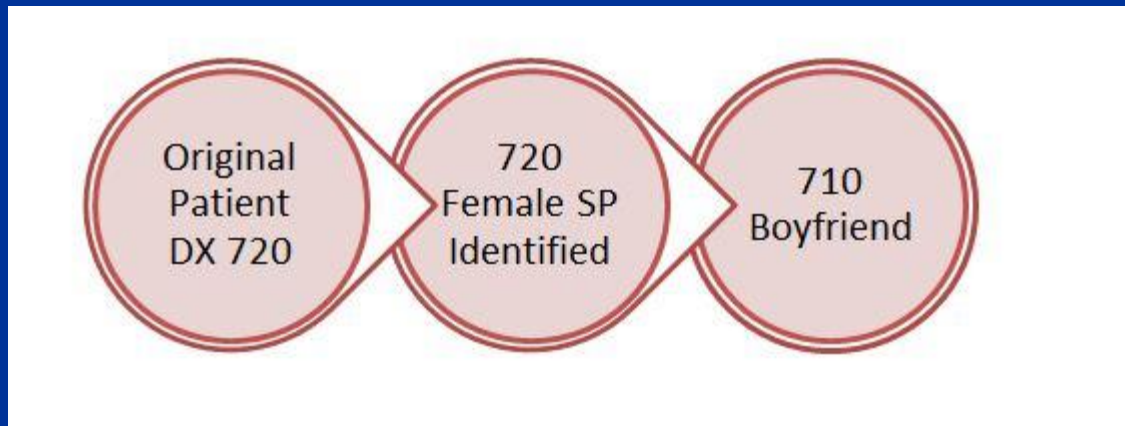 Original
Patient
DX 720
720
Female SP
Identified
710
Boyfriend